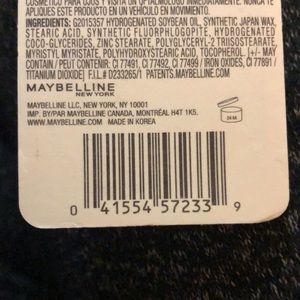 COSMÉTICO PARA OJOS Y VISITA UN OFTALMÓLOGO INMEDIATAMENTE. NUNCA TE
APLIQUES ESTE PRODUCTO EN UN VEHÍCULO EN MOVIMIENTO.
INGREDIENTS: G2015357 HYDROGENATED SOYBEAN OIL, SYNTHETIC JAPAN WAX,
STEARIC ACID, SYNTHETIC FLUORPHLOGOPITE, HYDROGENATED
COCO-GLYCERIDES, ZINC STEARATE, POLYGLYCERYL-2 TRIISOSTEARATE,
MYRISTYL MYRISTATE, POLYHYDROXYSTEARIC ACID, TOCOPHEROL. [+/- MAY
CONTAIN / PEUT CONTENIR: CI 77491, CI 77492, CI 77499 / IRON OXIDES, CI 77891 /
TITANIUM DIOXIDE] F.I.L.# D233265/1 PATENTS.MAYBELLINE.COM
MAYBELLINE
NEW YORK
MAYBELLINE LLC, NEW YORK, NY 10001
IMP. BY/PAR MAYBELLINE CANADA, MONTRÉAL H4T 1K5.
WWW.MAYBELLINE.COM MADE IN KOREA
24 M
0 41554 57233 9